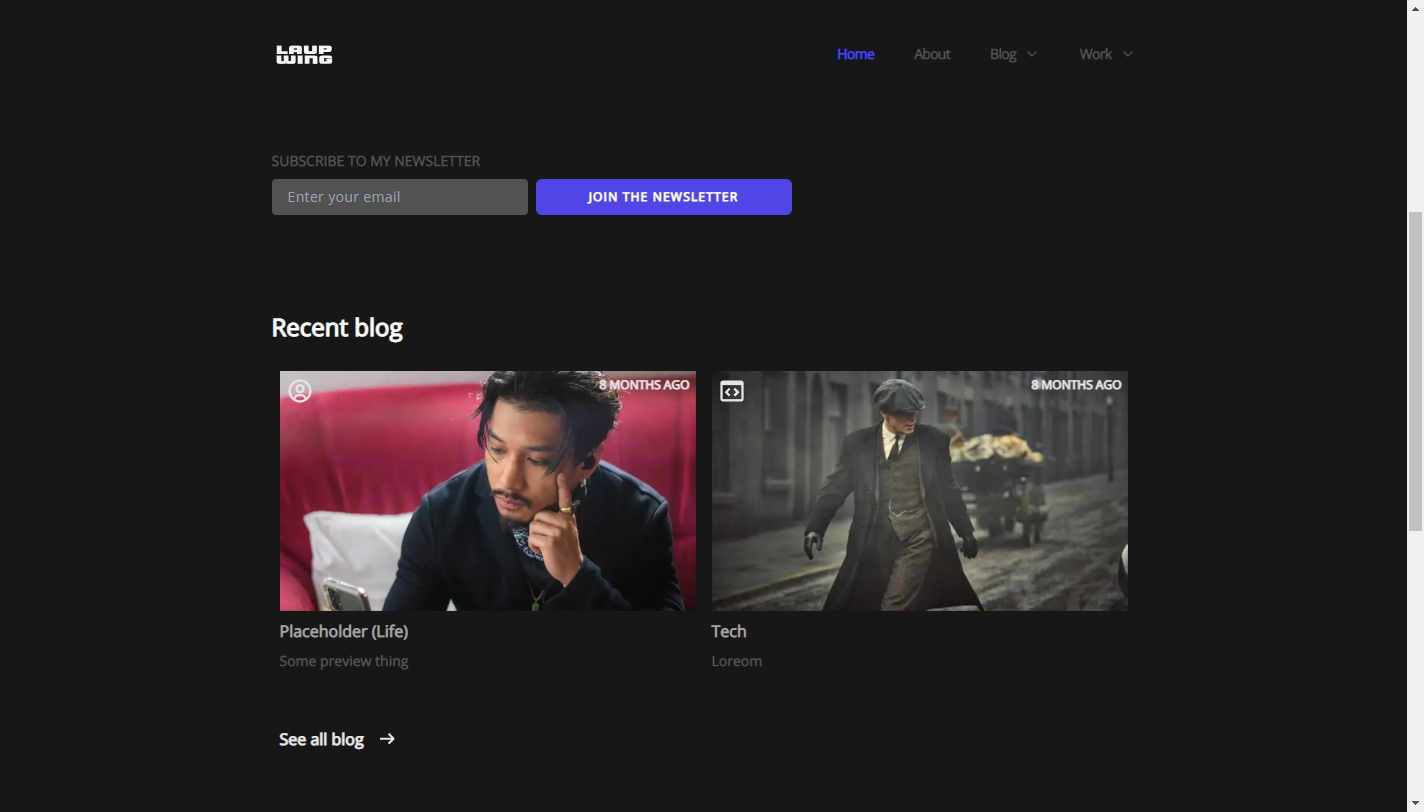 LAUP
WING
Home About Blog Work
SUBSCRIBE TO MY NEWSLETTER
Enter your email
JOIN THE NEWSLETTER
Recent blog
8 MONTHS AGO
8 MONTHS AGO
Placeholder (Life)
Some preview thing
Tech
Loreom
See all blog →